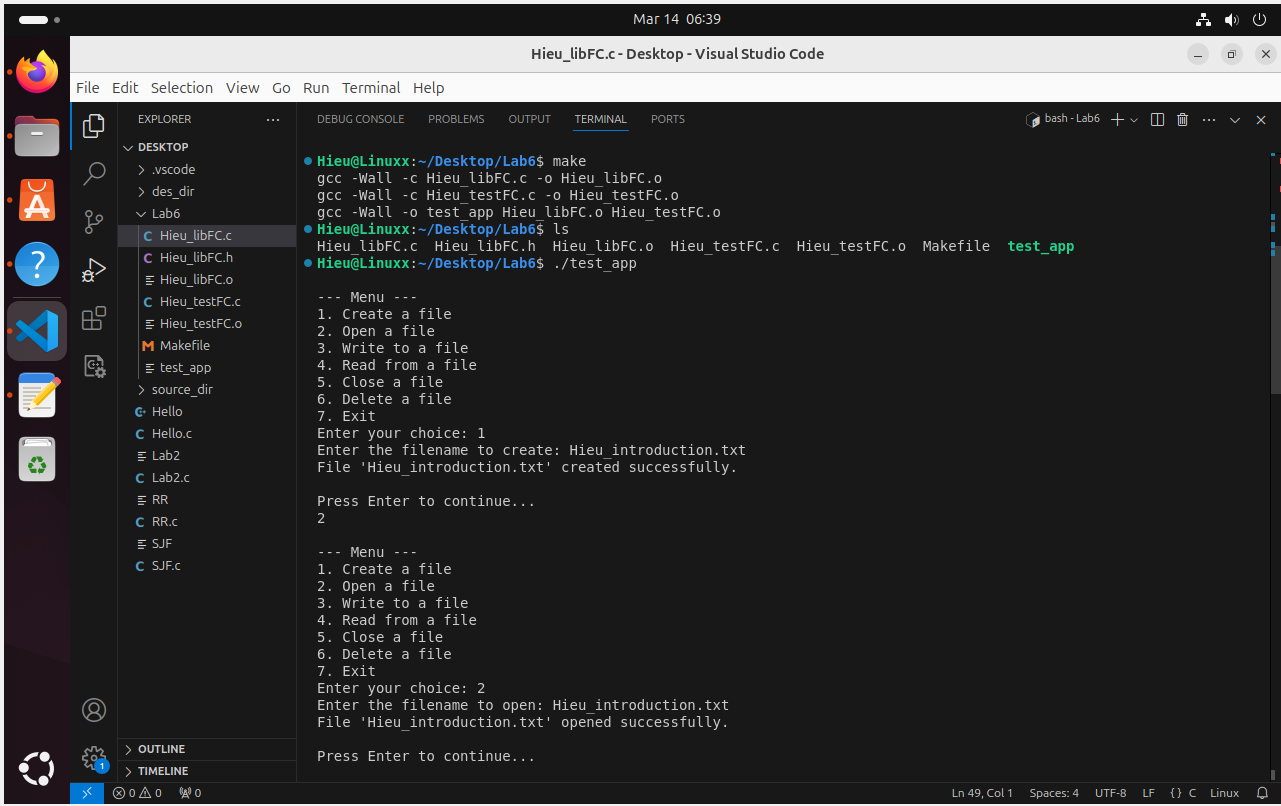 Mar 14 06:39
Hieu_libFC.c - Desktop - Visual Studio Code
File Edit Selection View Go Run Terminal Help
EXPLORER
DESKTOP
.vscode
des_dir
Lab6
C Hieu_libFC.c
C Hieu_libFC.h
Hieu_libFC.o
C Hieu_testFC.c
Hieu_testFC.o
M Makefile
test_app
source_dir
Hello
C Hello.c
Lab2
C Lab2.c
RR
C RR.c
SJF
C SJF.c
OUTLINE
TIMELINE
DEBUG CONSOLE PROBLEMS OUTPUT TERMINAL PORTS
bash - Lab6
Hieu@Linuxx:~/Desktop/Lab6$ make
gcc -Wall -c Hieu_libFC.c -o Hieu_libFC.o
gcc -Wall -c Hieu_testFC.c -o Hieu_testFC.o
gcc -Wall -o test_app Hieu_libFC.o Hieu_testFC.o
Hieu@Linuxx:~/Desktop/Lab6$ ls
Hieu_libFC.c Hieu_libFC.h Hieu_libFC.o Hieu_testFC.c Hieu_testFC.o Makefile test_app
Hieu@Linuxx:~/Desktop/Lab6$ ./test_app
--- Menu ---
1. Create a file
2. Open a file
3. Write to a file
4. Read from a file
5. Close a file
6. Delete a file
7. Exit
Enter your choice: 1
Enter the filename to create: Hieu_introduction.txt
File 'Hieu_introduction.txt' created successfully.
Press Enter to continue...
2
--- Menu ---
1. Create a file
2. Open a file
3. Write to a file
4. Read from a file
5. Close a file
6. Delete a file
7. Exit
Enter your choice: 2
Enter the filename to open: Hieu_introduction.txt
File 'Hieu_introduction.txt' opened successfully.
Press Enter to continue...
1
0 0 0 Ln 49, Col 1 Spaces: 4 UTF-8 LF {} C Linux